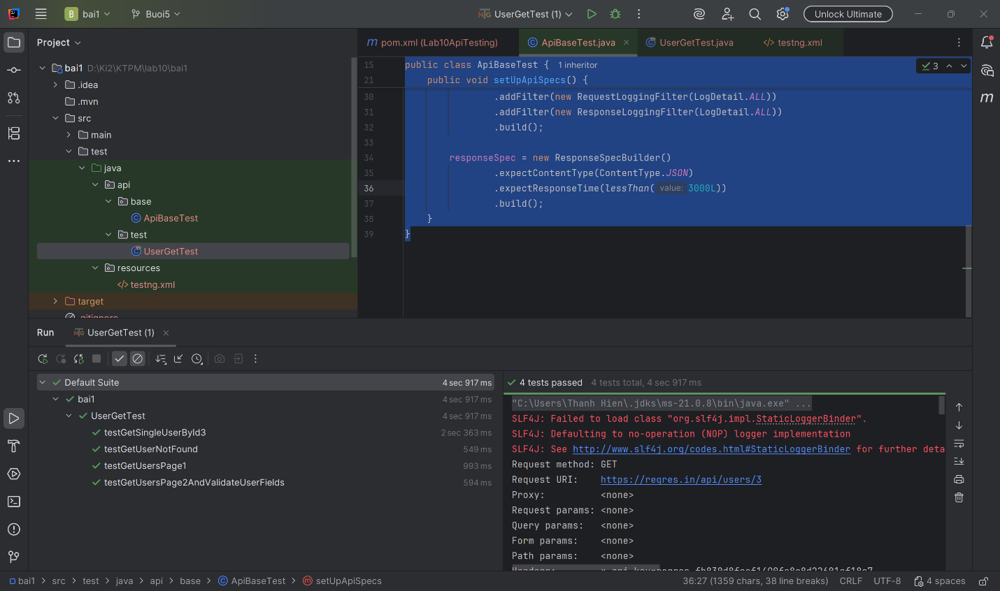 B bai1 Buoi5 UserGetTest (1) Unlock Ultimate
Project
pom.xml (Lab10ApiTesting) ApiBaseTest.java UserGetTest.java testng.xml
bai1 D:\Ki2\KTPM\lab10\bai1
.idea
.mvn
src
main
test
java
api
base
ApiBaseTest
test
UserGetTest
resources
testng.xml
target
.gitignore
15 public class ApiBaseTest { 1 inheritor
3
21 public void setUpApiSpecs() {
30 .addFilter(new RequestLoggingFilter(LogDetail.ALL))
31 .addFilter(new ResponseLoggingFilter(LogDetail.ALL))
32 .build();
33
34 responseSpec = new ResponseSpecBuilder()
35 .expectContentType(ContentType.JSON)
36 .expectResponseTime(lessThan( value: 3000L))
37 .build();
38 }
39 }
Run UserGetTest (1)
Default Suite 4 sec 917 ms
bai1 4 sec 917 ms
UserGetTest 4 sec 917 ms
testGetSingleUserById3 2 sec 363 ms
testGetUserNotFound 549 ms
testGetUsersPage1 993 ms
testGetUsersPage2AndValidateUserFields 594 ms
4 tests passed 4 tests total, 4 sec 917 ms
"C:\Users\Thanh Hien\.jdks\ms-21.0.8\bin\java.exe" ...
SLF4J: Failed to load class "org.slf4j.impl.StaticLoggerBinder".
SLF4J: Defaulting to no-operation (NOP) logger implementation
SLF4J: See http://www.slf4j.org/codes.html#StaticLoggerBinder for further deta
Request method: GET
Request URI: https://reqres.in/api/users/3
Proxy: <none>
Request params: <none>
Query params: <none>
Form params: <none>
Path params: <none>
bai1 > src > test > java > api > base > ApiBaseTest > setUpApiSpecs
36:27 (1359 chars, 38 line breaks) CRLF UTF-8 4 spaces